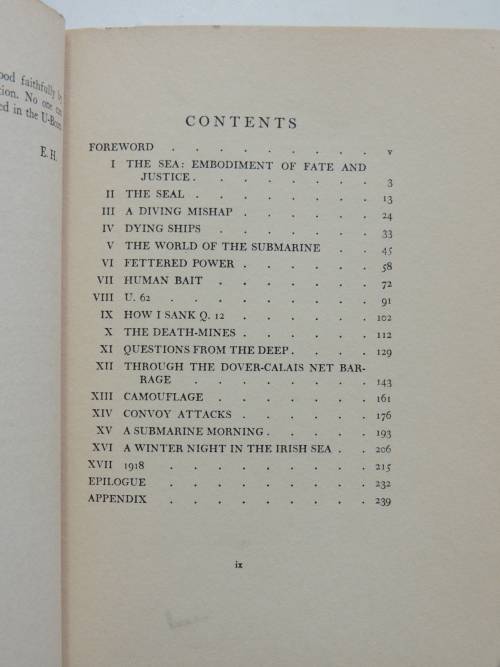 ood faithfully by
tion. No one can
ed in the U-Boat
E. H.
CONTENTS
FOREWORD . . . . . . . . v
I THE SEA: EMBODIMENT OF FATE AND
JUSTICE . . . . . . . 3
II THE SEAL . . . . . . . 13
III A DIVING MISHAP . . . . . . 24
IV DYING SHIPS . . . . . . 33
V THE WORLD OF THE SUBMARINE . . 45
VI FETTERED POWER . . . . . . 58
VII HUMAN BAIT . . . . . . 72
VIII U. 62 . . . . . . . . 91
IX HOW I SANK Q. 12 . . . . . 102
X THE DEATH-MINES . . . . . . 112
XI QUESTIONS FROM THE DEEP . . . . 129
XII THROUGH THE DOVER-CALAIS NET BAR-
RAGE . . . . . . . 143
XIII CAMOUFLAGE . . . . . . 161
XIV CONVOY ATTACKS . . . . . . 176
XV A SUBMARINE MORNING . . . . . 193
XVI A WINTER NIGHT IN THE IRISH SEA . . 206
XVII 1918 . . . . . . . . 215
EPILOGUE . . . . . . . . 232
APPENDIX . . . . . . . . 239
ix